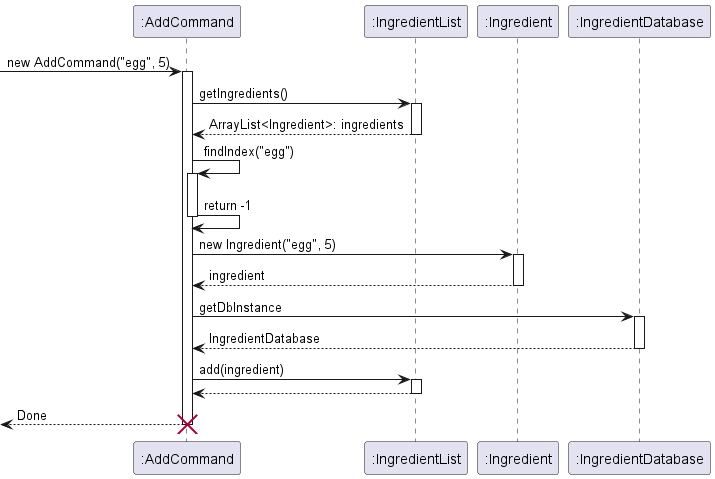 :AddCommand :IngredientList :Ingredient :IngredientDatabase
new AddCommand("egg", 5)
getIngredients()
ArrayList<Ingredient>: ingredients
findIndex("egg")
return -1
new Ingredient("egg", 5)
ingredient
getDbInstance
IngredientDatabase
add(ingredient)
Done
:AddCommand :IngredientList :Ingredient :IngredientDatabase